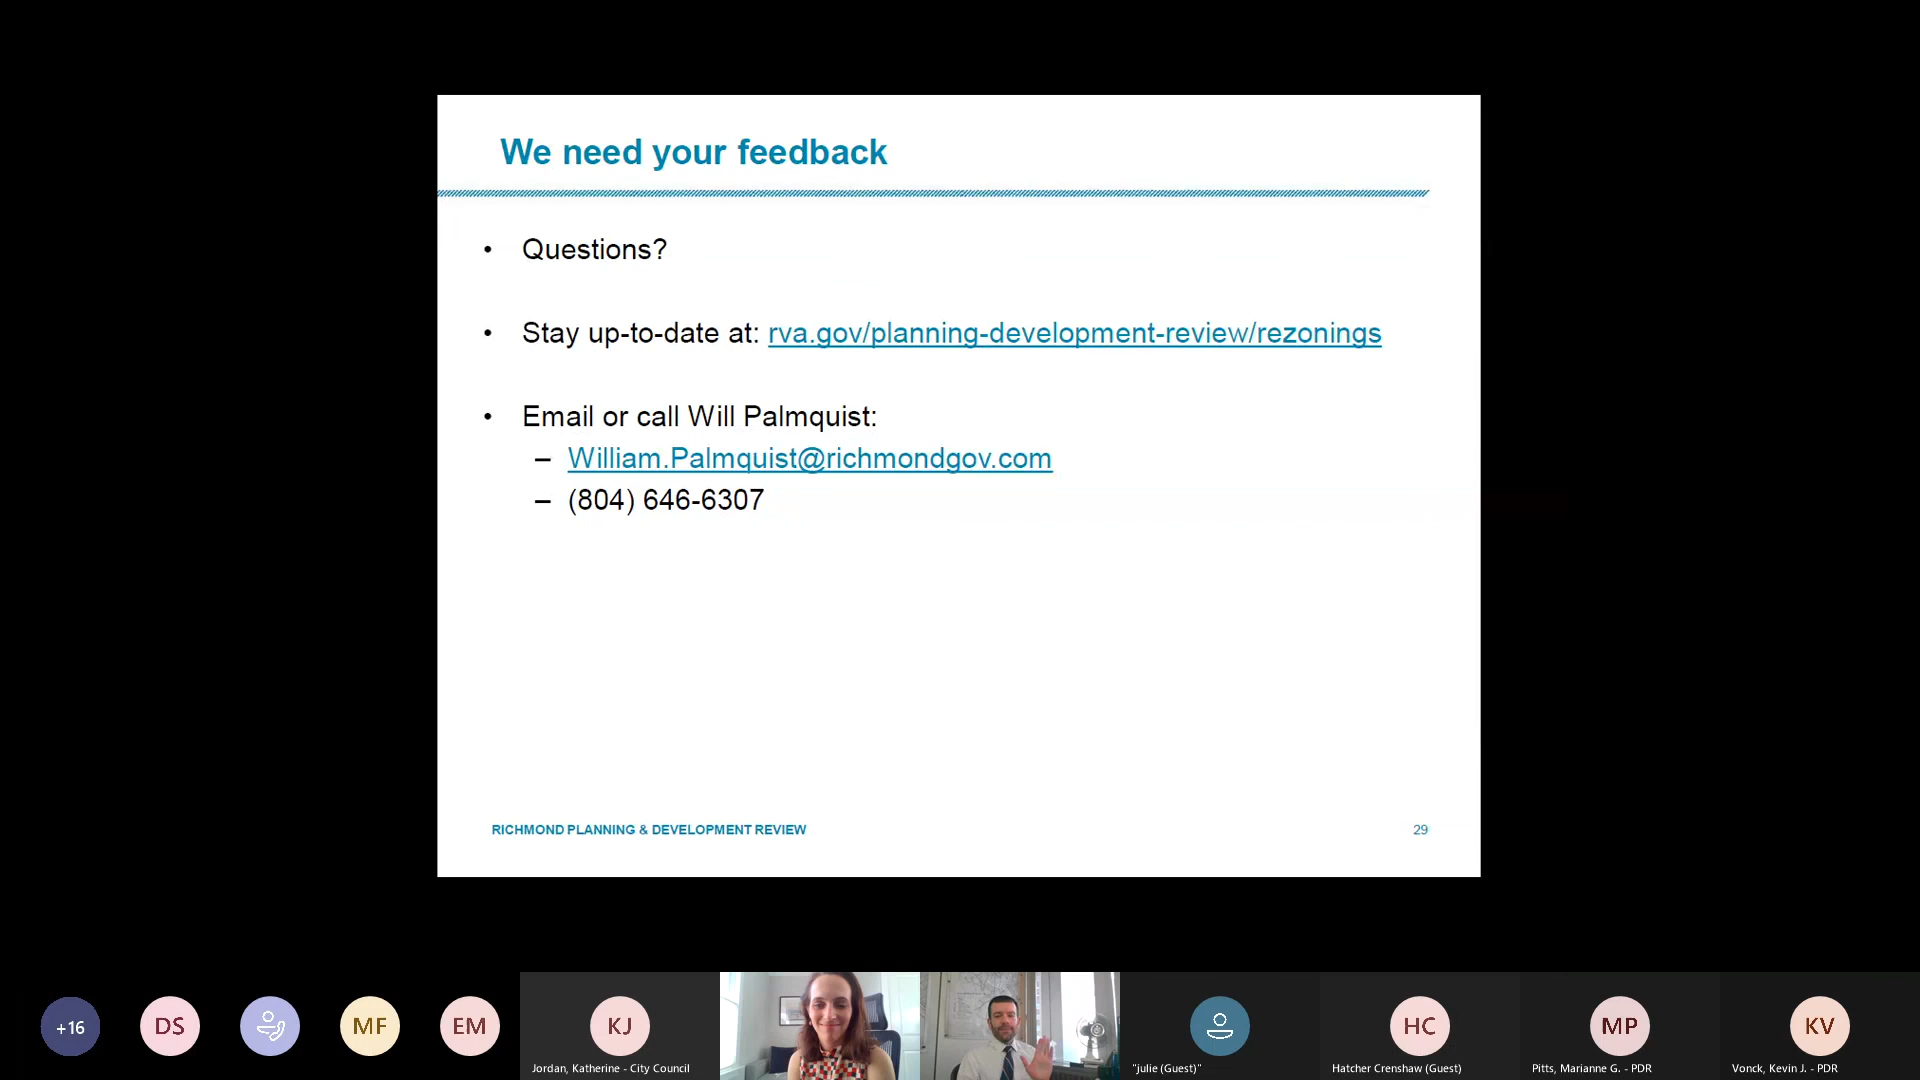 We need your feedback
• Questions?
• Stay up-to-date at: rva.gov/planning-development-review/rezonings
• Email or call Will Palmquist:
– William.Palmquist@richmondgov.com
– (804) 646-6307
RICHMOND PLANNING & DEVELOPMENT REVIEW 29
+16 DS MF EM KJ HC MP KV
Jordan, Katherine - City Council "julie (Guest)" Hatcher Crenshaw (Guest) Pitts, Marianne G. - PDR Vonck, Kevin J. - PDR